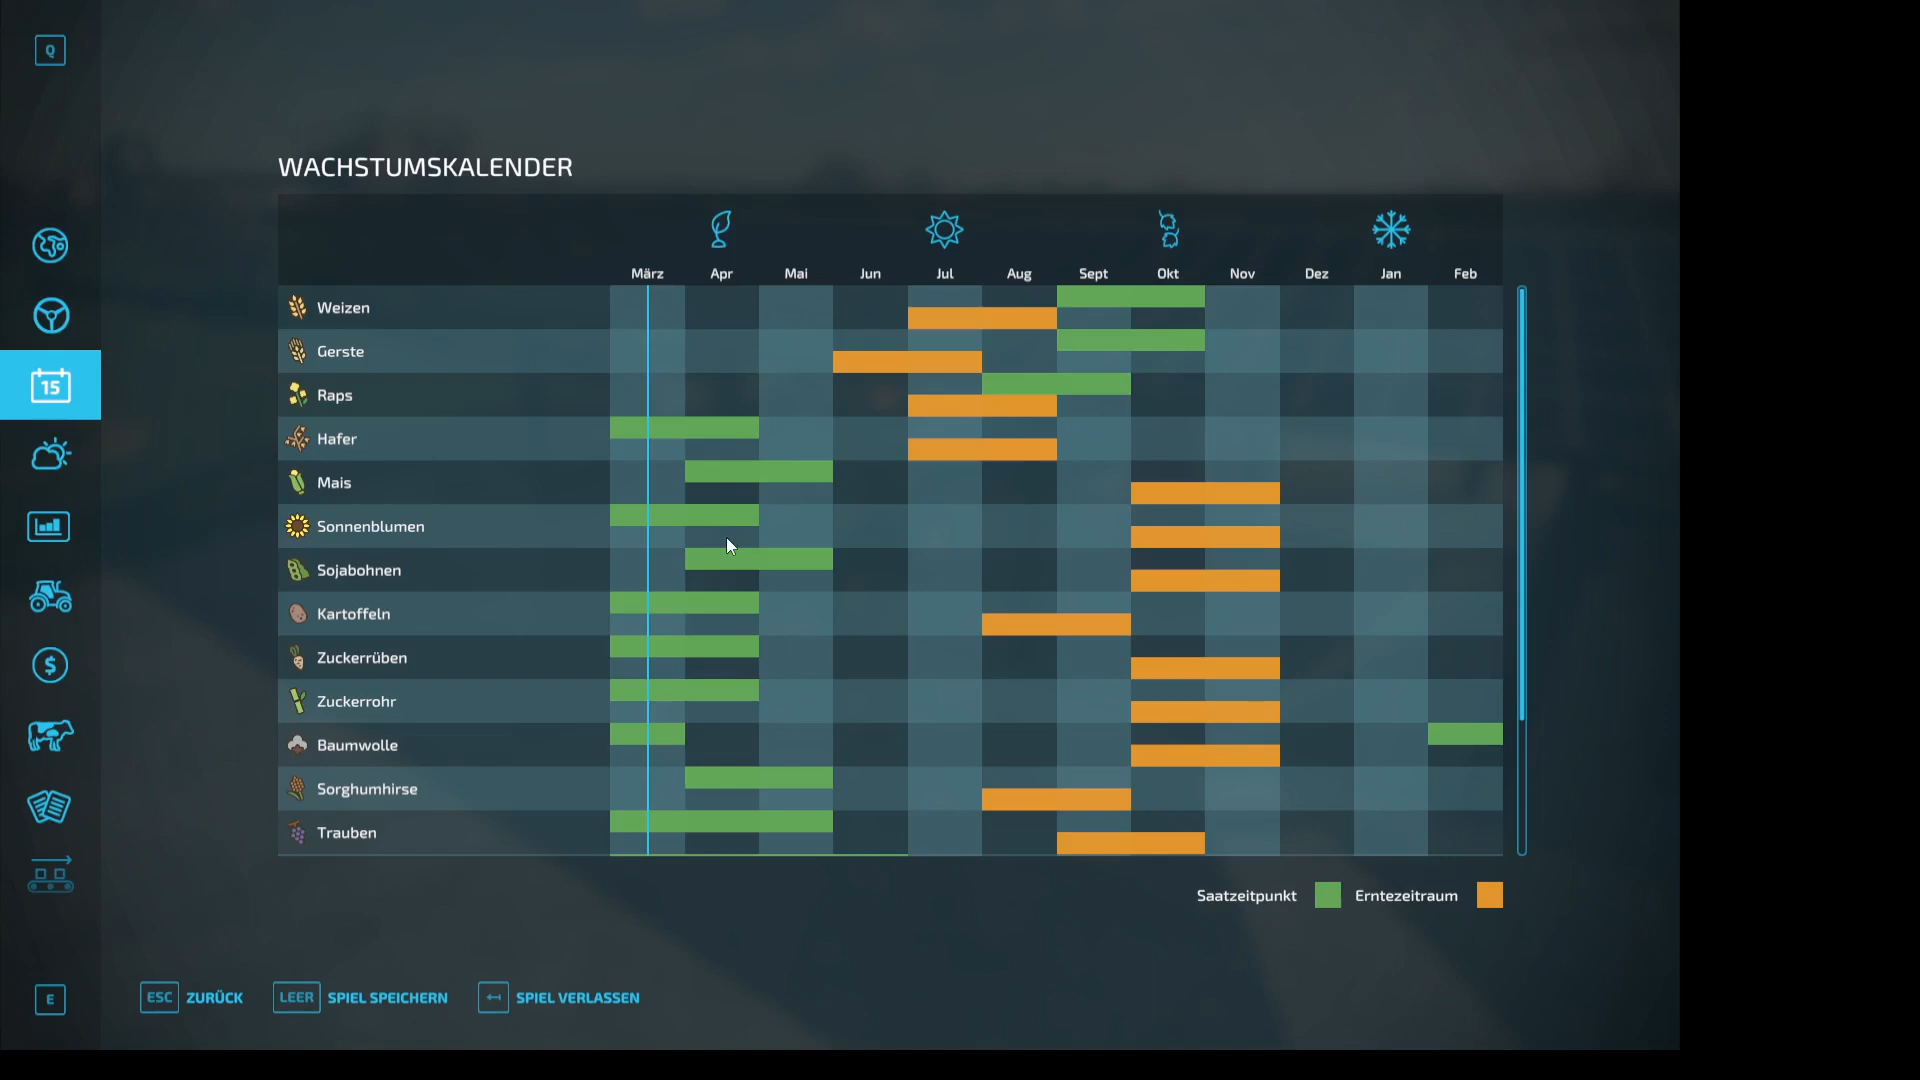 Q
WACHSTUMSKALENDER
März Apr Mai Jun Jul Aug Sept Okt Nov Dez Jan Feb
Weizen
Gerste
Raps
15
Hafer
Mais
Sonnenblumen
Sojabohnen
Kartoffeln
Zuckerrüben
$
Zuckerrohr
Baumwolle
Sorghumhirse
Trauben
Saatzeitpunkt Erntezeitraum
E
ESC ZURÜCK LEER SPIEL SPEICHERN SPIEL VERLASSEN